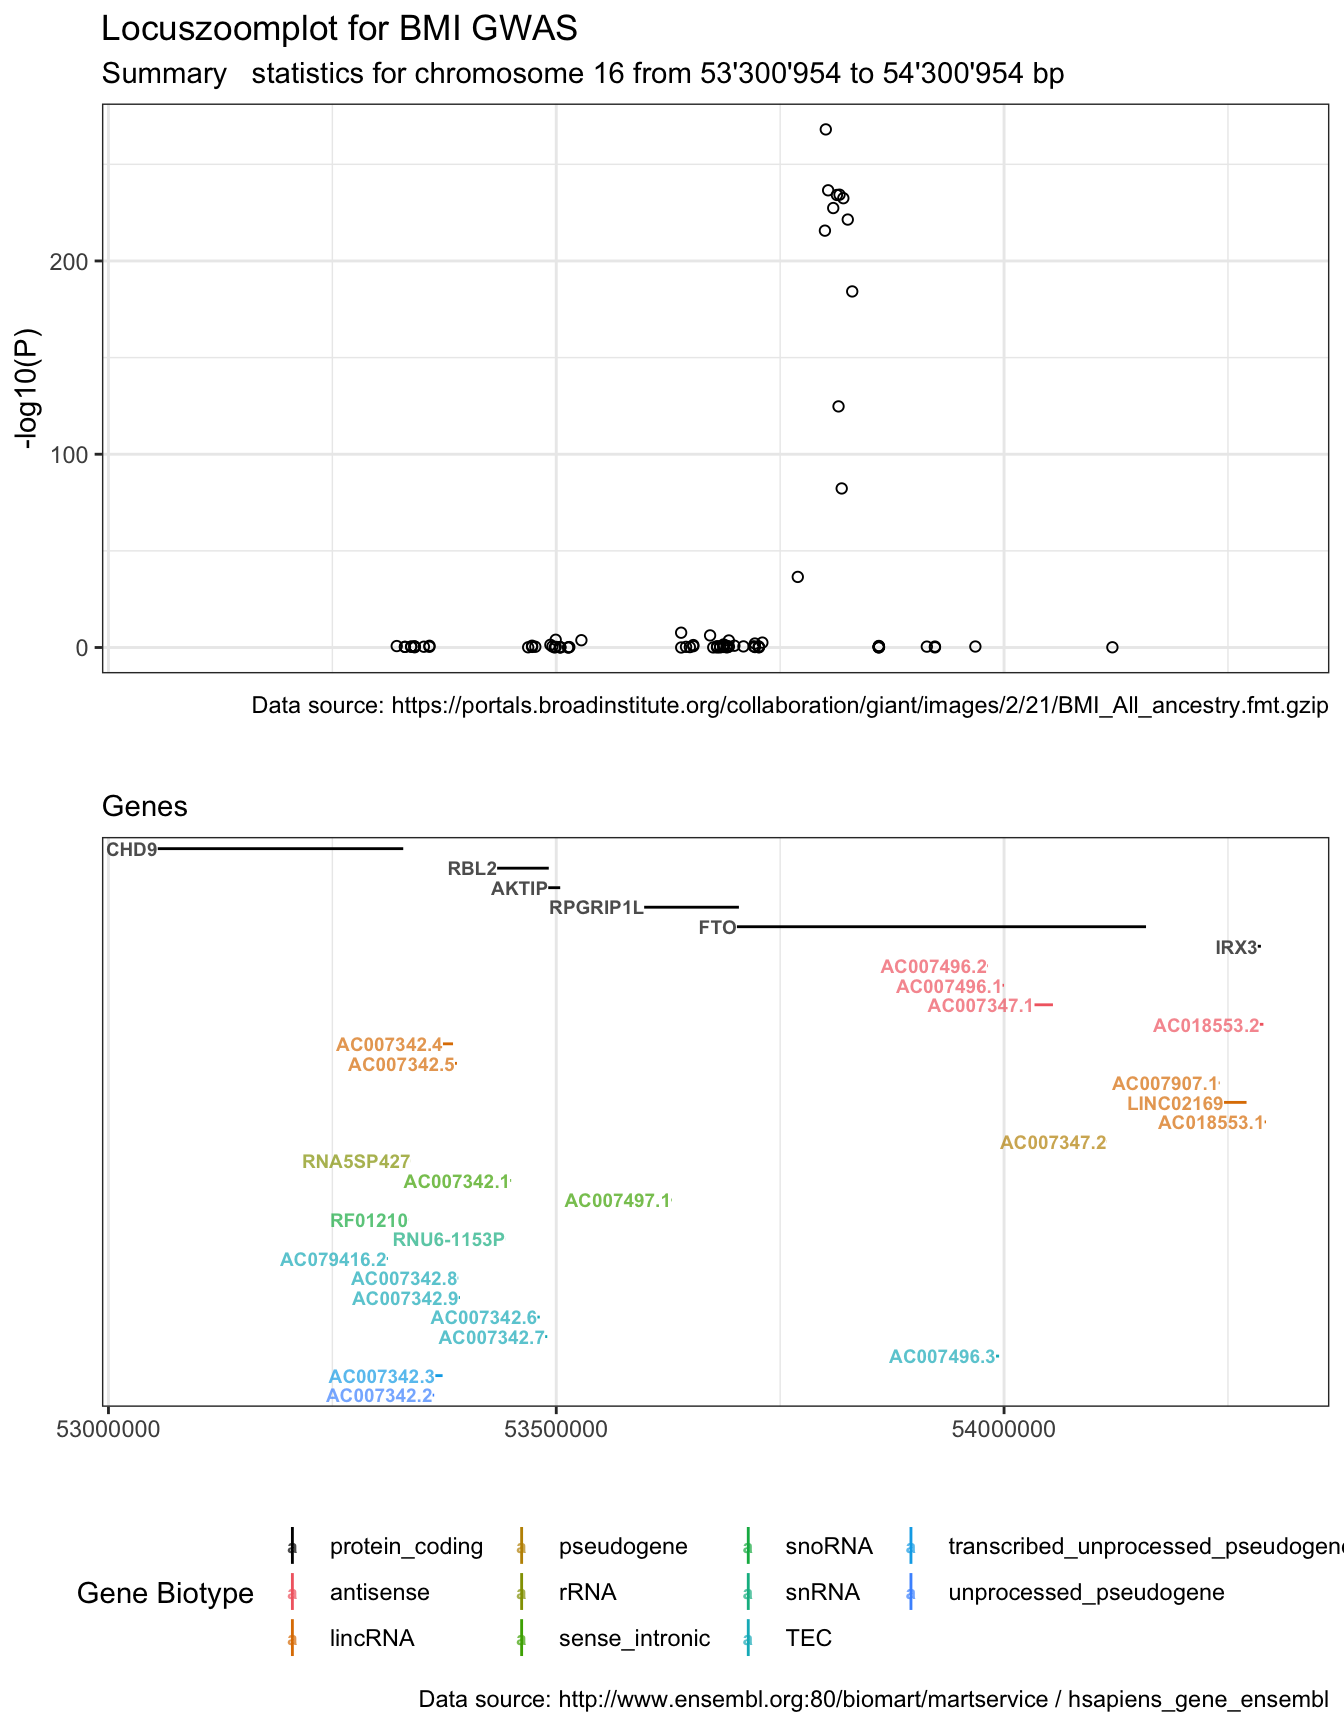 Locuszoomplot for BMI GWAS
Summary   statistics for chromosome 16 from 53'300'954 to 54'300'954 bp
-log10(P)
200
100
0
Data source: https://portals.broadinstitute.org/collaboration/giant/images/2/21/BMI_All_ancestry.fmt.gzip
Genes
CHD9
RBL2
AKTIP
RPGRIP1L
FTO
IRX3
AC007496.2
AC007496.1
AC007347.1
AC018553.2
AC007342.4
AC007342.5
AC007907.1
LINC02169
AC018553.1
AC007347.2
RNA5SP427
AC007342.1
AC007497.1
RF01210
RNU6-1153P
AC079416.2
AC007342.8
AC007342.9
AC007342.6
AC007342.7
AC007496.3
AC007342.3
AC007342.2
53000000 53500000 54000000
Gene Biotype
a protein_coding a pseudogene a snoRNA a transcribed_unprocessed_pseudogene
a antisense a rRNA a snRNA a unprocessed_pseudogene
a lincRNA a sense_intronic a TEC
Data source: http://www.ensembl.org:80/biomart/martservice / hsapiens_gene_ensembl